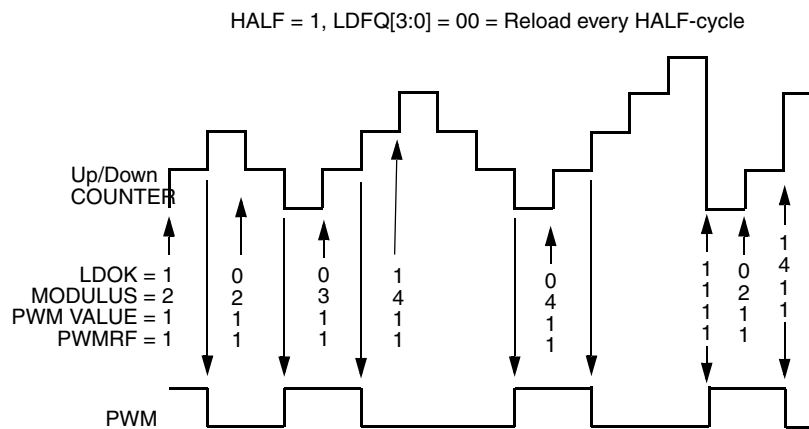 HALF = 1, LDFQ[3:0] = 00 = Reload every HALF-cycle
Up/Down
COUNTER
LDOK = 1 0 0 1 0 1 0 1
MODULUS = 2 2 3 4 4 1 2 4
PWM VALUE = 1 1 1 1 1 1 1 1
PWMRF = 1 1 1 1 1 1 1 1
PWM